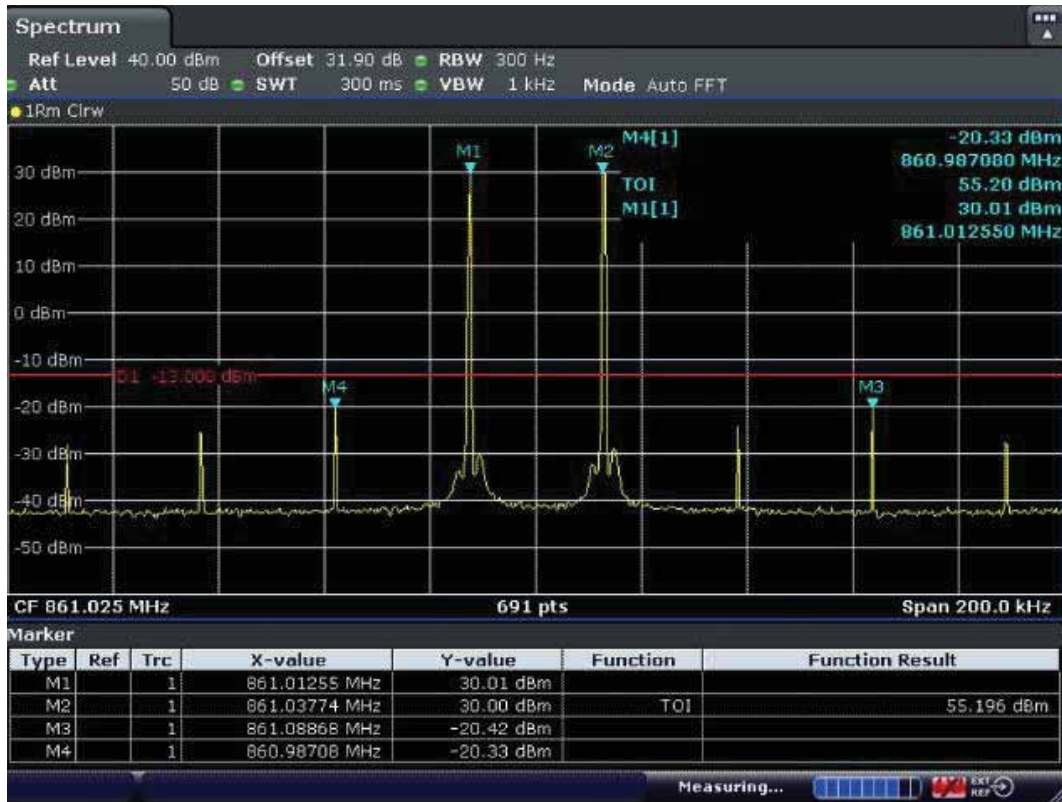 Spectrum
Ref Level 40.00 dBm Offset 31.90 dB RBW 300 Hz
Att 50 dB SWT 300 ms VBW 1 kHz Mode Auto FFT
1Rm Clrw
M4[1] -20.33 dBm
860.987080 MHz
TOI 55.20 dBm
M1[1] 30.01 dBm
861.012550 MHz
M1
M2
30 dBm
20 dBm
10 dBm
0 dBm
-10 dBm
D1 -13.000 dBm
M4
M3
-20 dBm
-30 dBm
-40 dBm
-50 dBm
CF 861.025 MHz 691 pts Span 200.0 kHz
Marker
Type Ref Trc X-value Y-value Function Function Result
M1 1 861.01255 MHz 30.01 dBm
M2 1 861.03774 MHz 30.00 dBm TOI 55.196 dBm
M3 1 861.08868 MHz -20.42 dBm
M4 1 860.98708 MHz -20.33 dBm
Measuring... EXT REF